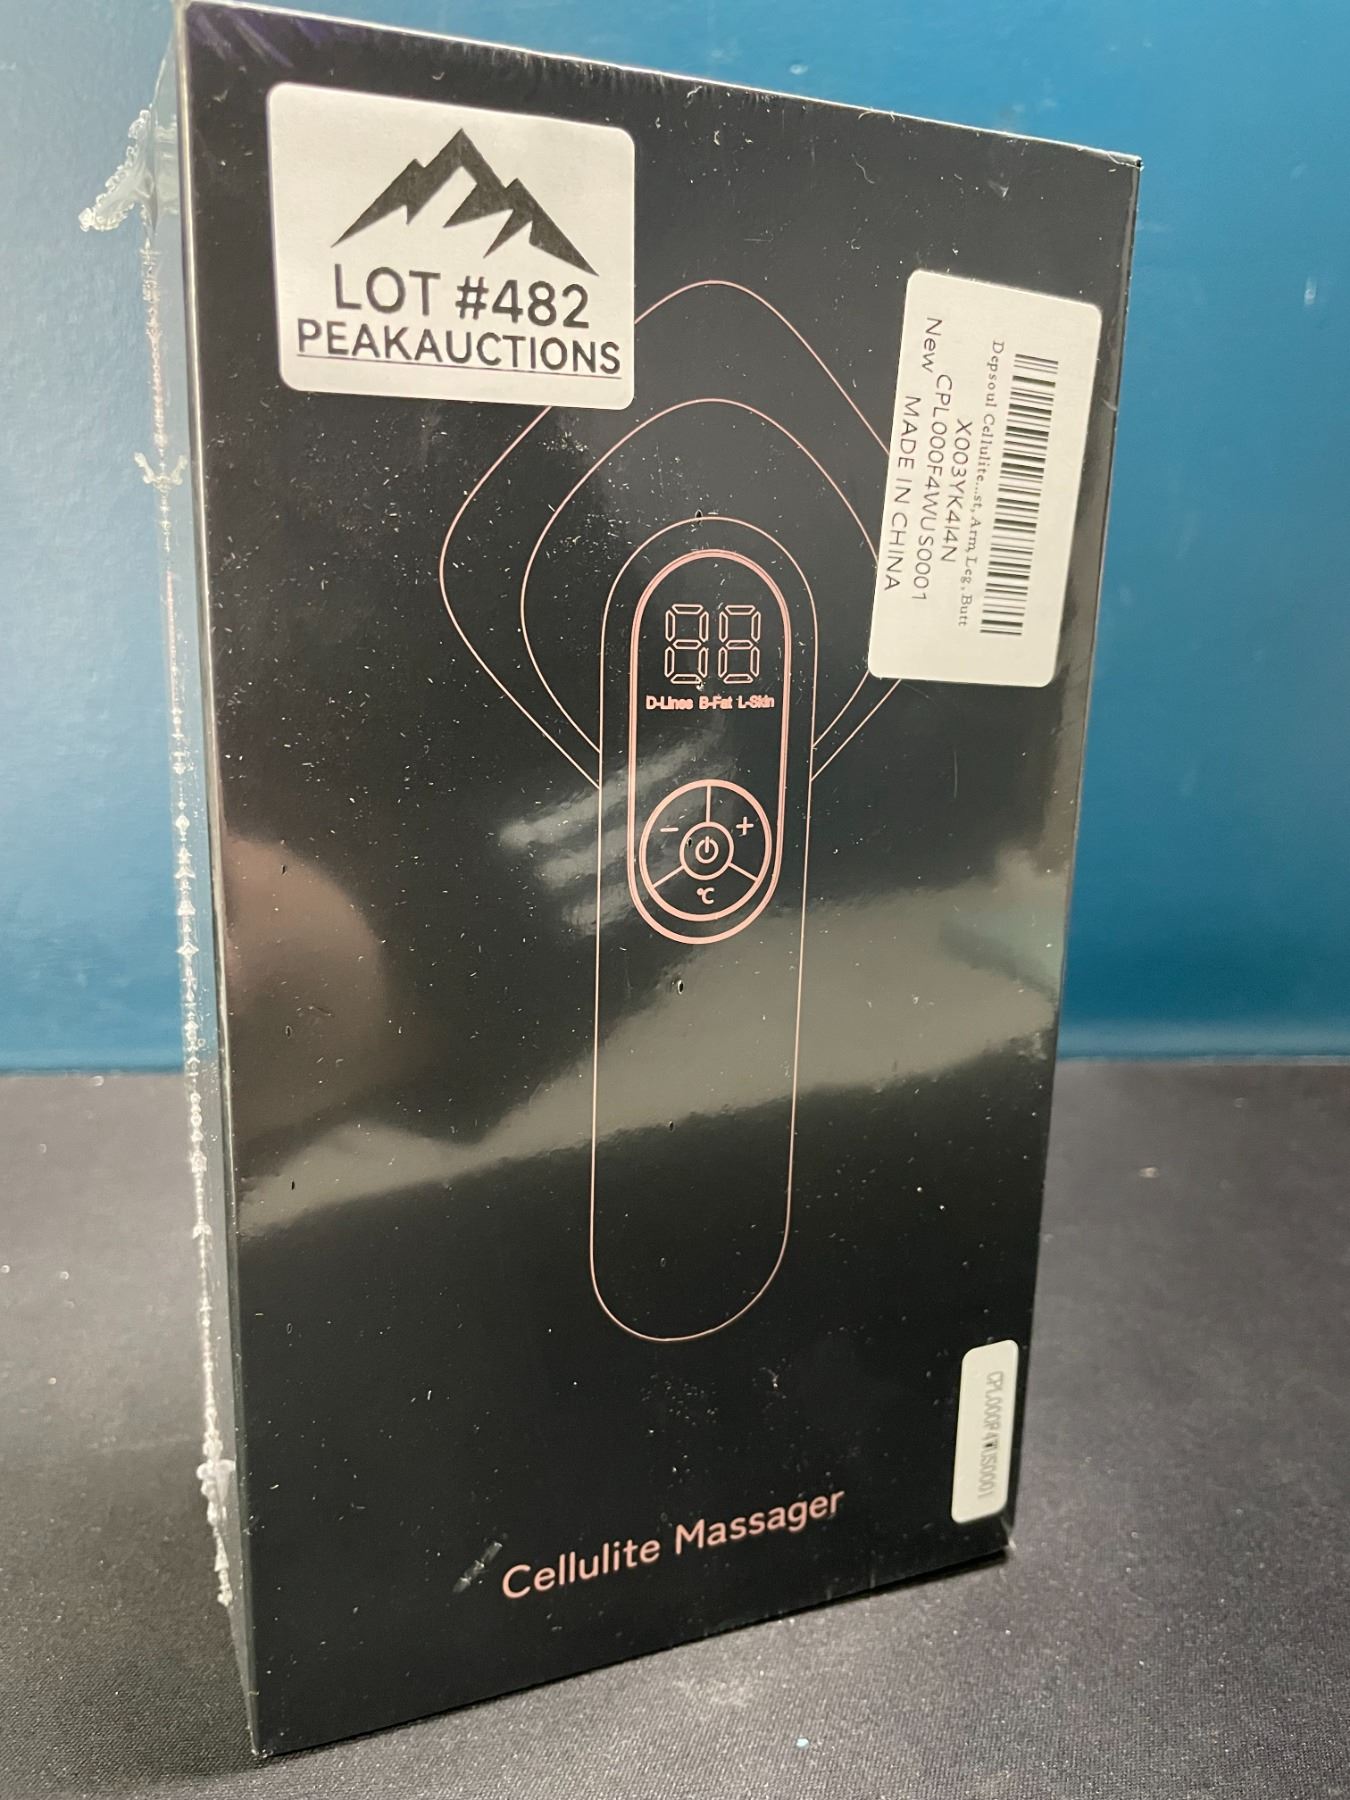 LOT #482
PEAKAUCTIONS
Depsoul Cellulite...st, Arm, Leg, Butt
X003YK4I4N
New CPL000F4WUS0001
MADE IN CHINA
88
D-Lines B-Fat L-Skin
- +
°C
CPL000F4WUS0001
Cellulite Massager